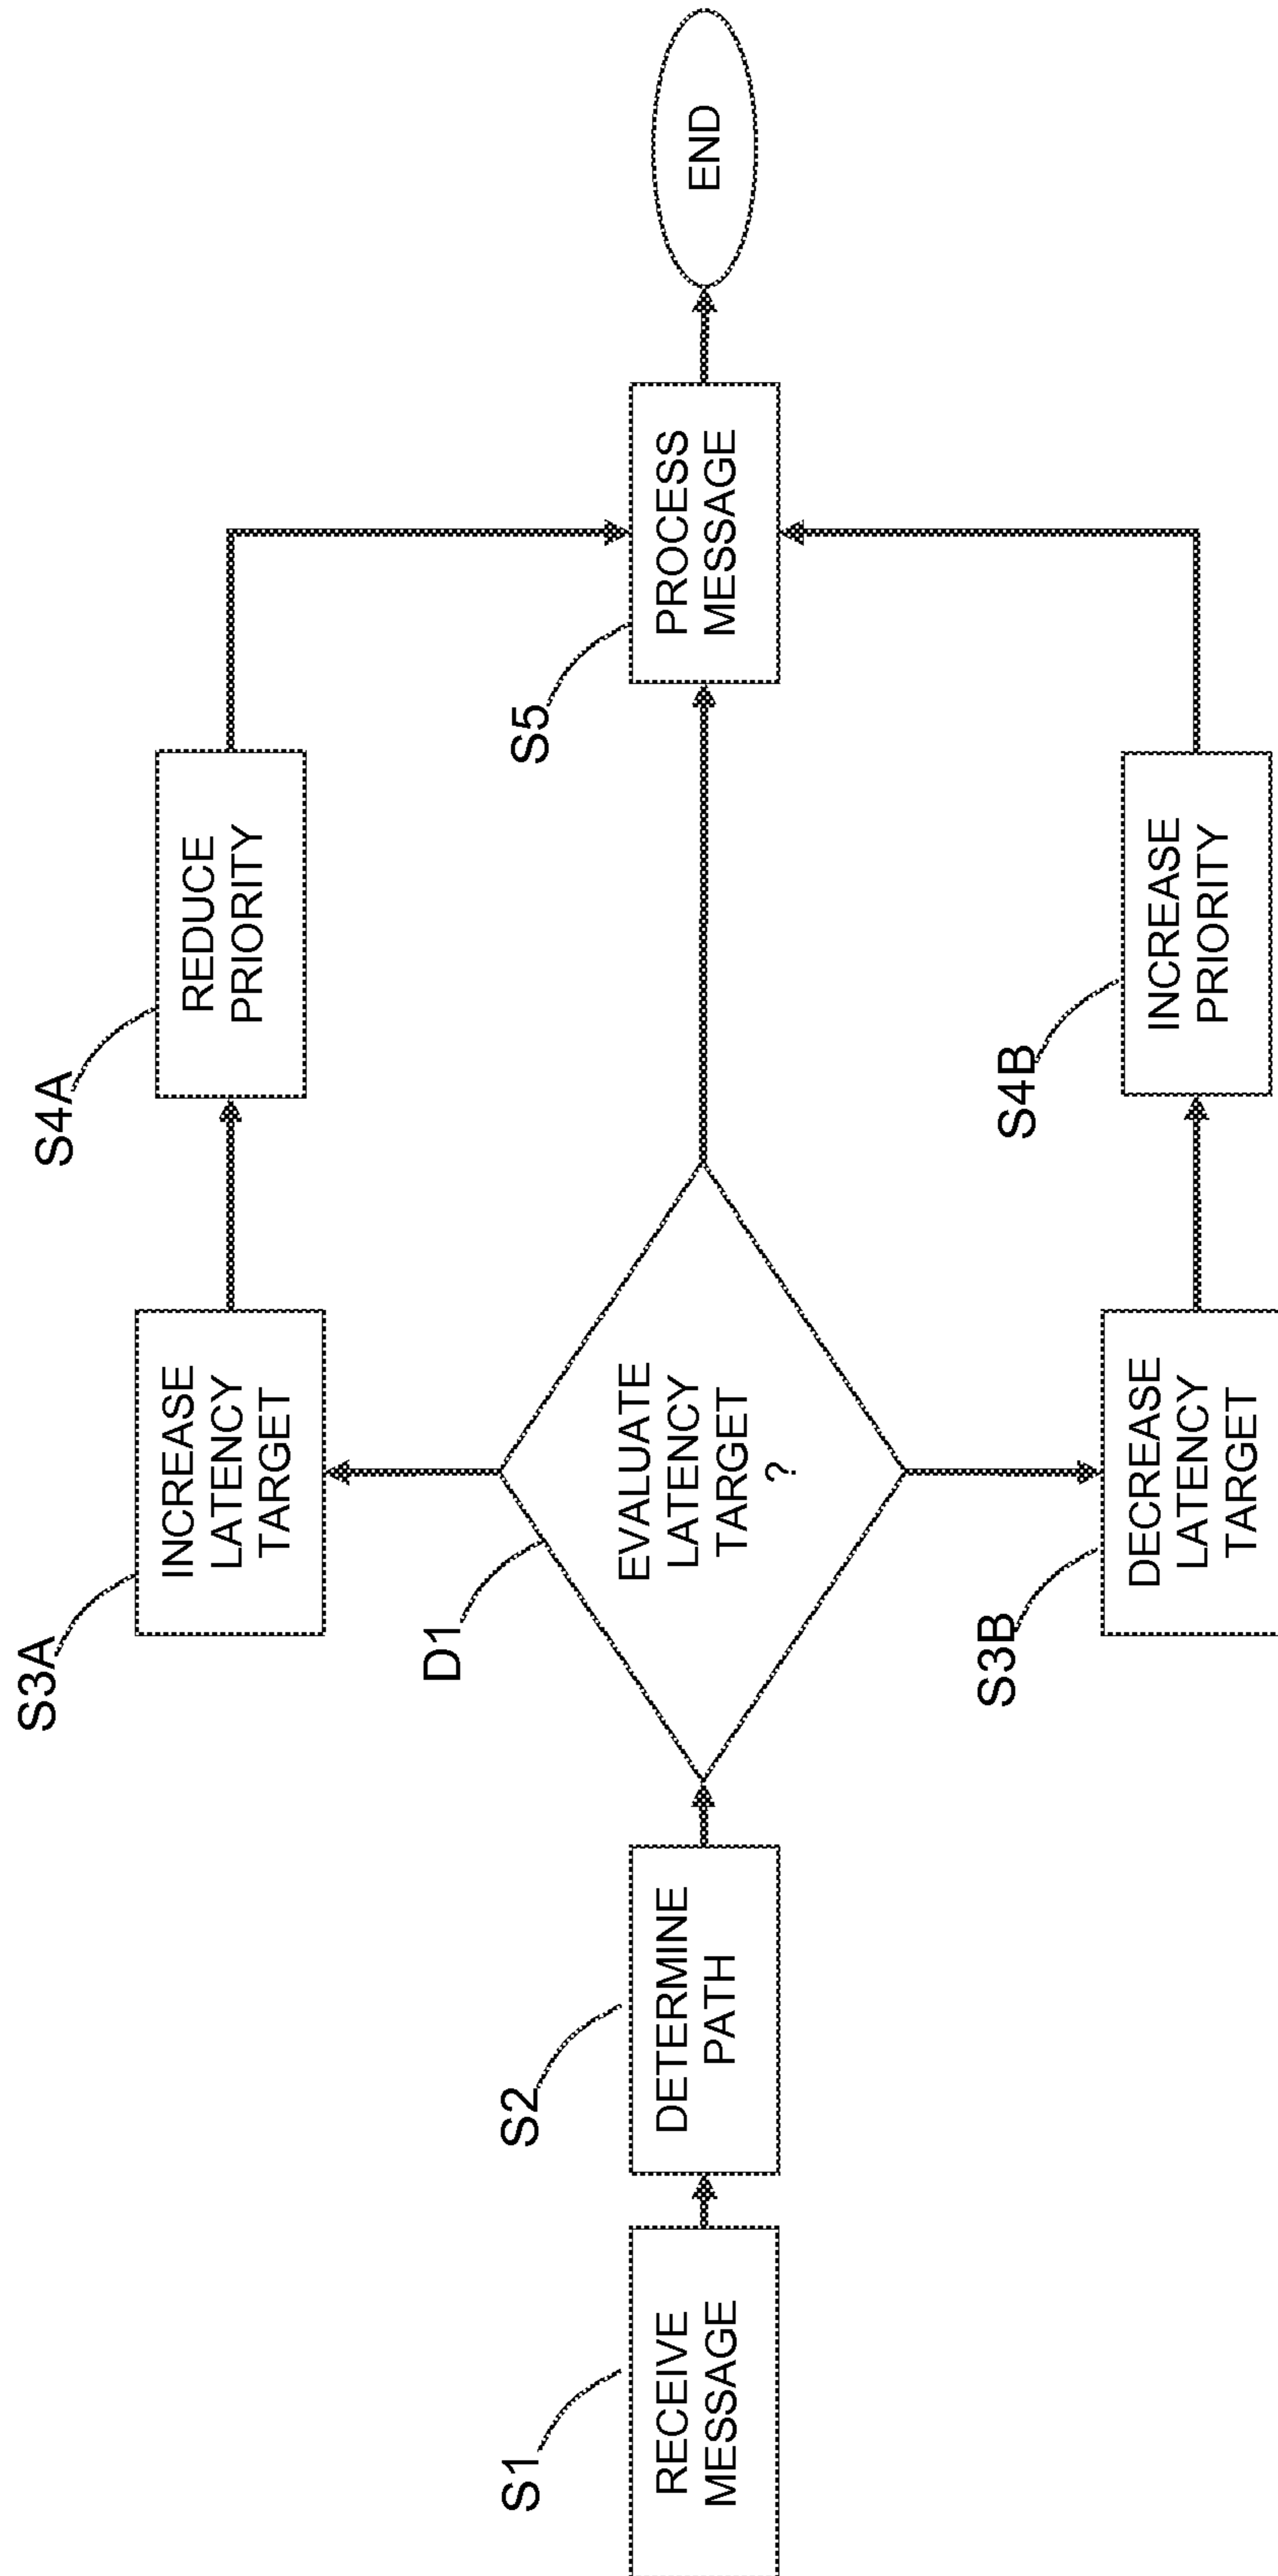 S1
RECEIVE
MESSAGE
S2
DETERMINE
PATH
D1
EVALUATE
LATENCY
TARGET
?
S3A
INCREASE
LATENCY
TARGET
S4A
REDUCE
PRIORITY
S3B
DECREASE
LATENCY
TARGET
S4B
INCREASE
PRIORITY
S5
PROCESS
MESSAGE
END